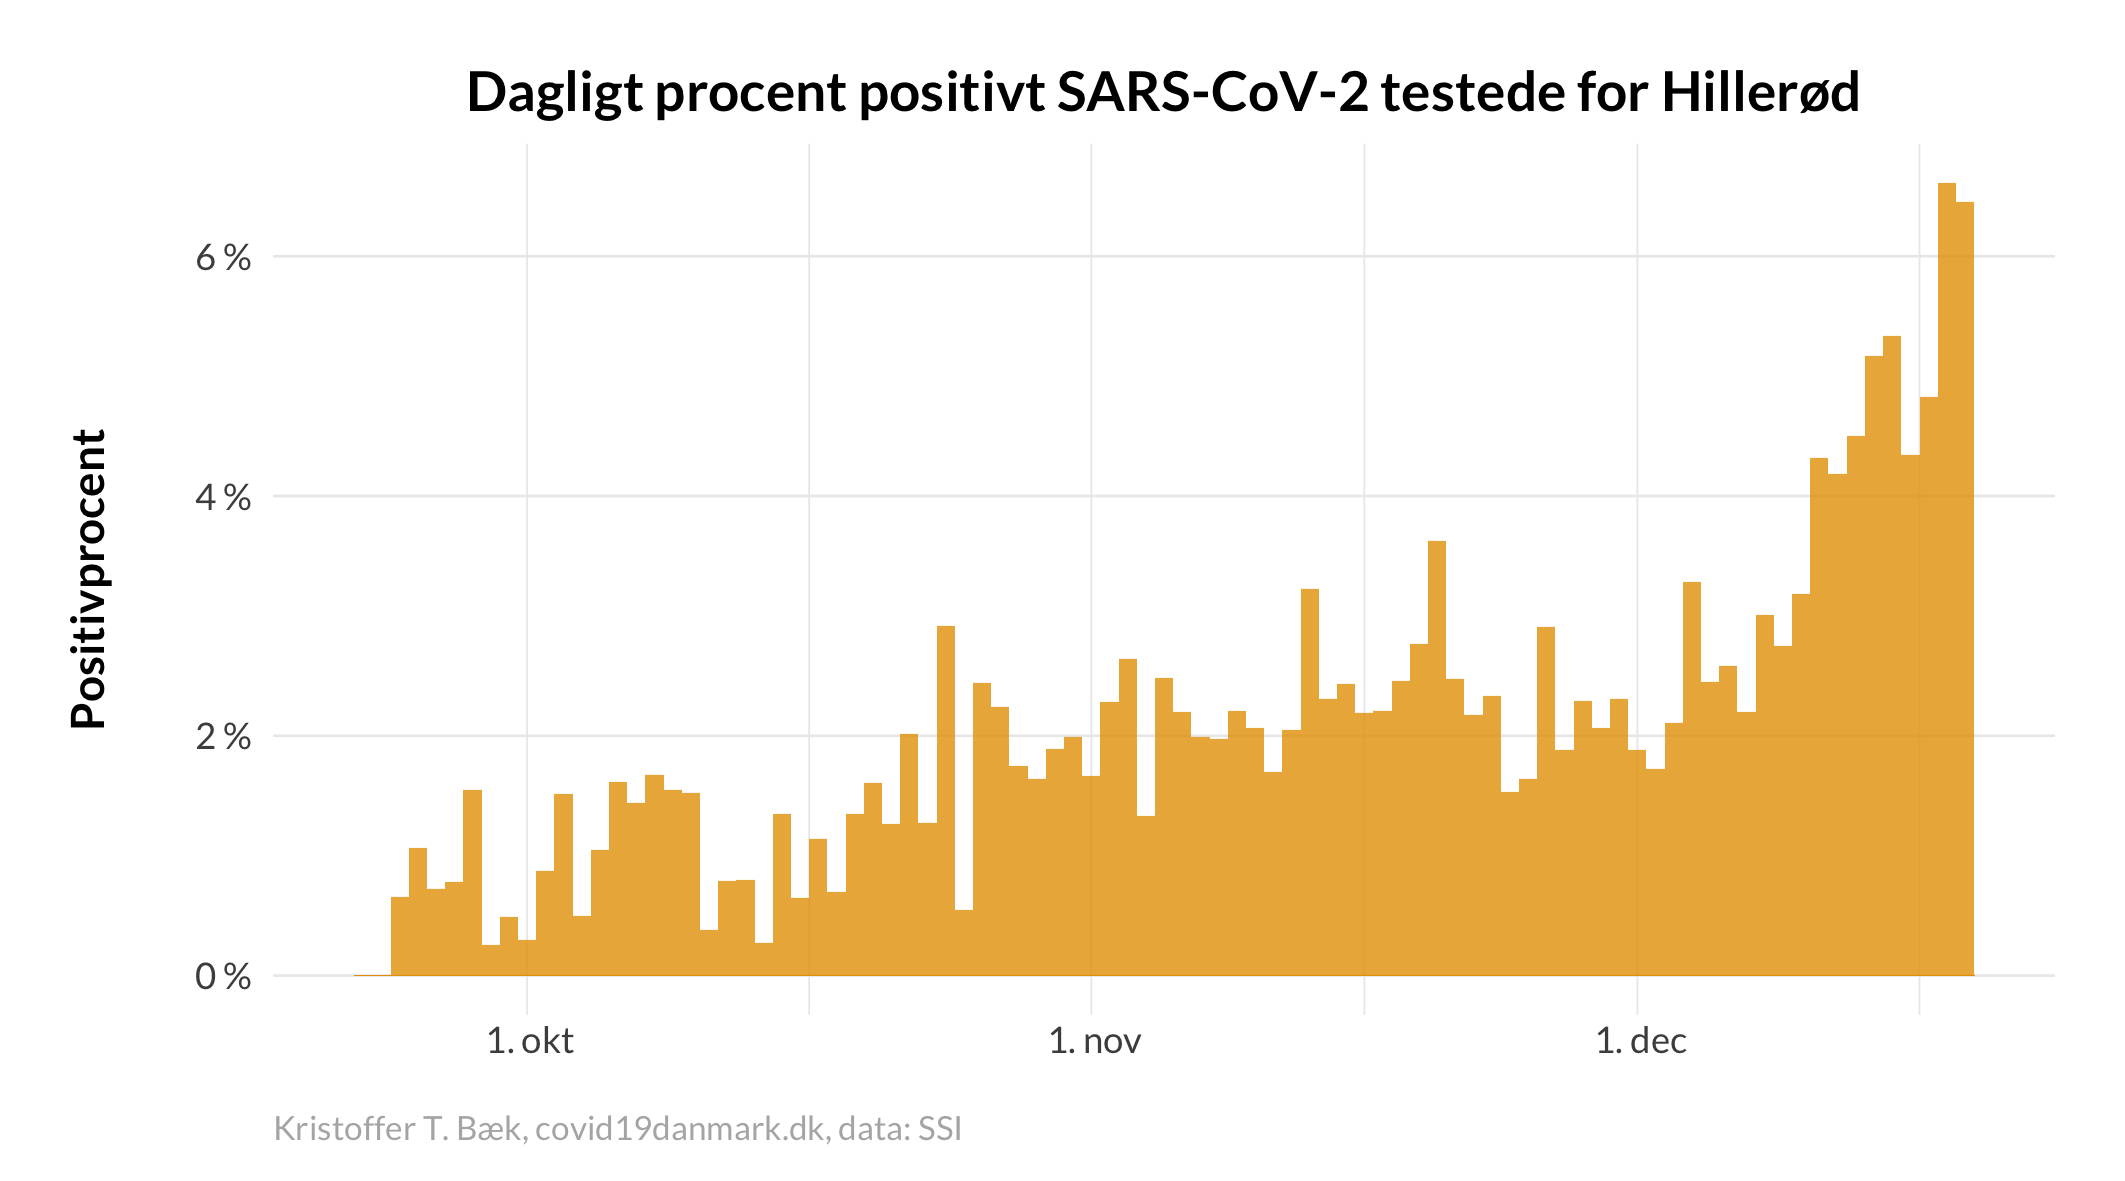 Dagligt procent positivt SARS-CoV-2 testede for Hillerød
Positivprocent
6 %
4 %
2 %
0 %
1. okt
1. nov
1. dec
Kristoffer T. Bæk, covid19danmark.dk, data: SSI